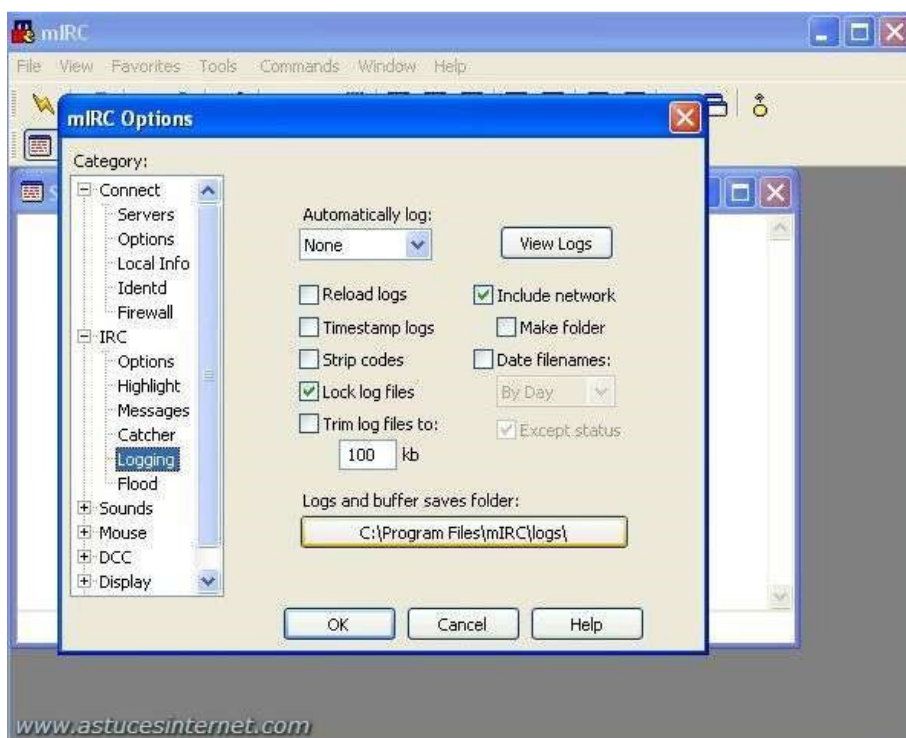 mIRC
File View Favorites Tools Commands Window Help
mIRC Options
Category:
Connect
Servers
Options
Local Info
Identd
Firewall
IRC
Options
Highlight
Messages
Catcher
Logging
Flood
Sounds
Mouse
DCC
Display
Automatically log:
None
View Logs
Reload logs
Include network
Timestamp logs
Make folder
Strip codes
Date filenames:
Lock log files
By Day
Trim log files to:
Except status
100 kb
Logs and buffer saves folder:
C:\Program Files\mIRC\logs\
OK Cancel Help
www.astucesinternet.com